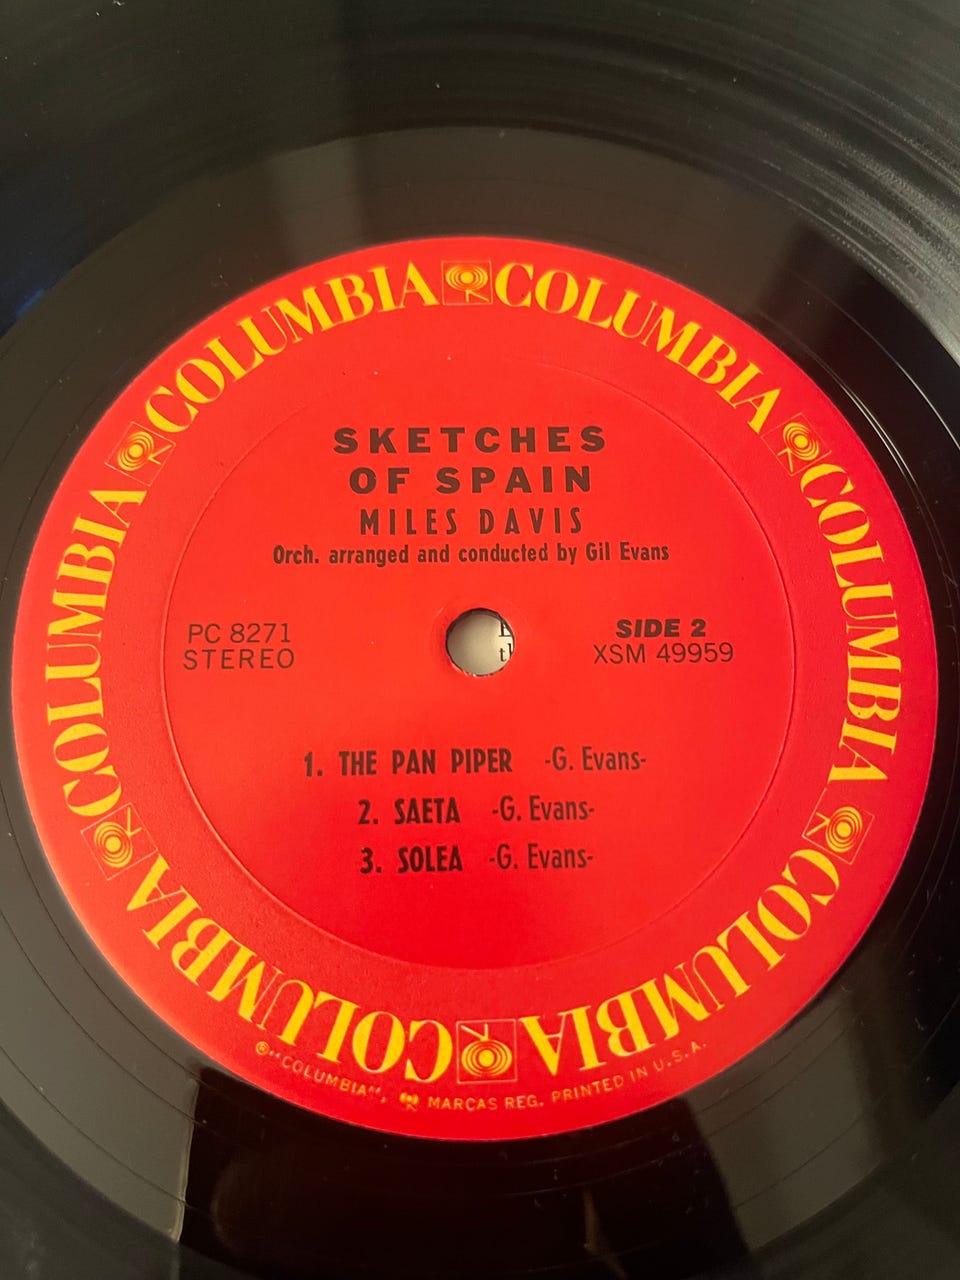 COLUMBIA COLUMBIA COLUMBIA COLUMBIA COLUMBIA COLUMBIA
SKETCHES
OF SPAIN
MILES DAVIS
Orch. arranged and conducted by Gil Evans
PC 8271
STEREO
SIDE 2
XSM 49959
1. THE PAN PIPER -G. Evans-
2. SAETA -G. Evans-
3. SOLEA -G. Evans-
"COLUMBIA", MARCAS REG. PRINTED IN U.S.A.